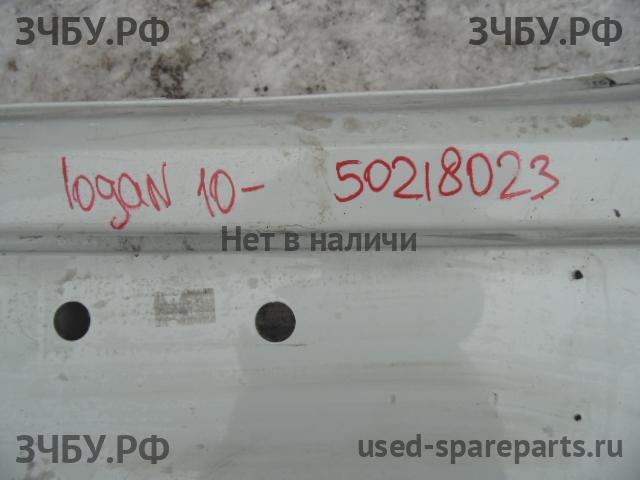 ЗЧБУ.РФ ЗЧБУ.РФ
logaN 10- 50218023
Нет в наличи
ЗЧБУ.РФ used-spareparts.ru